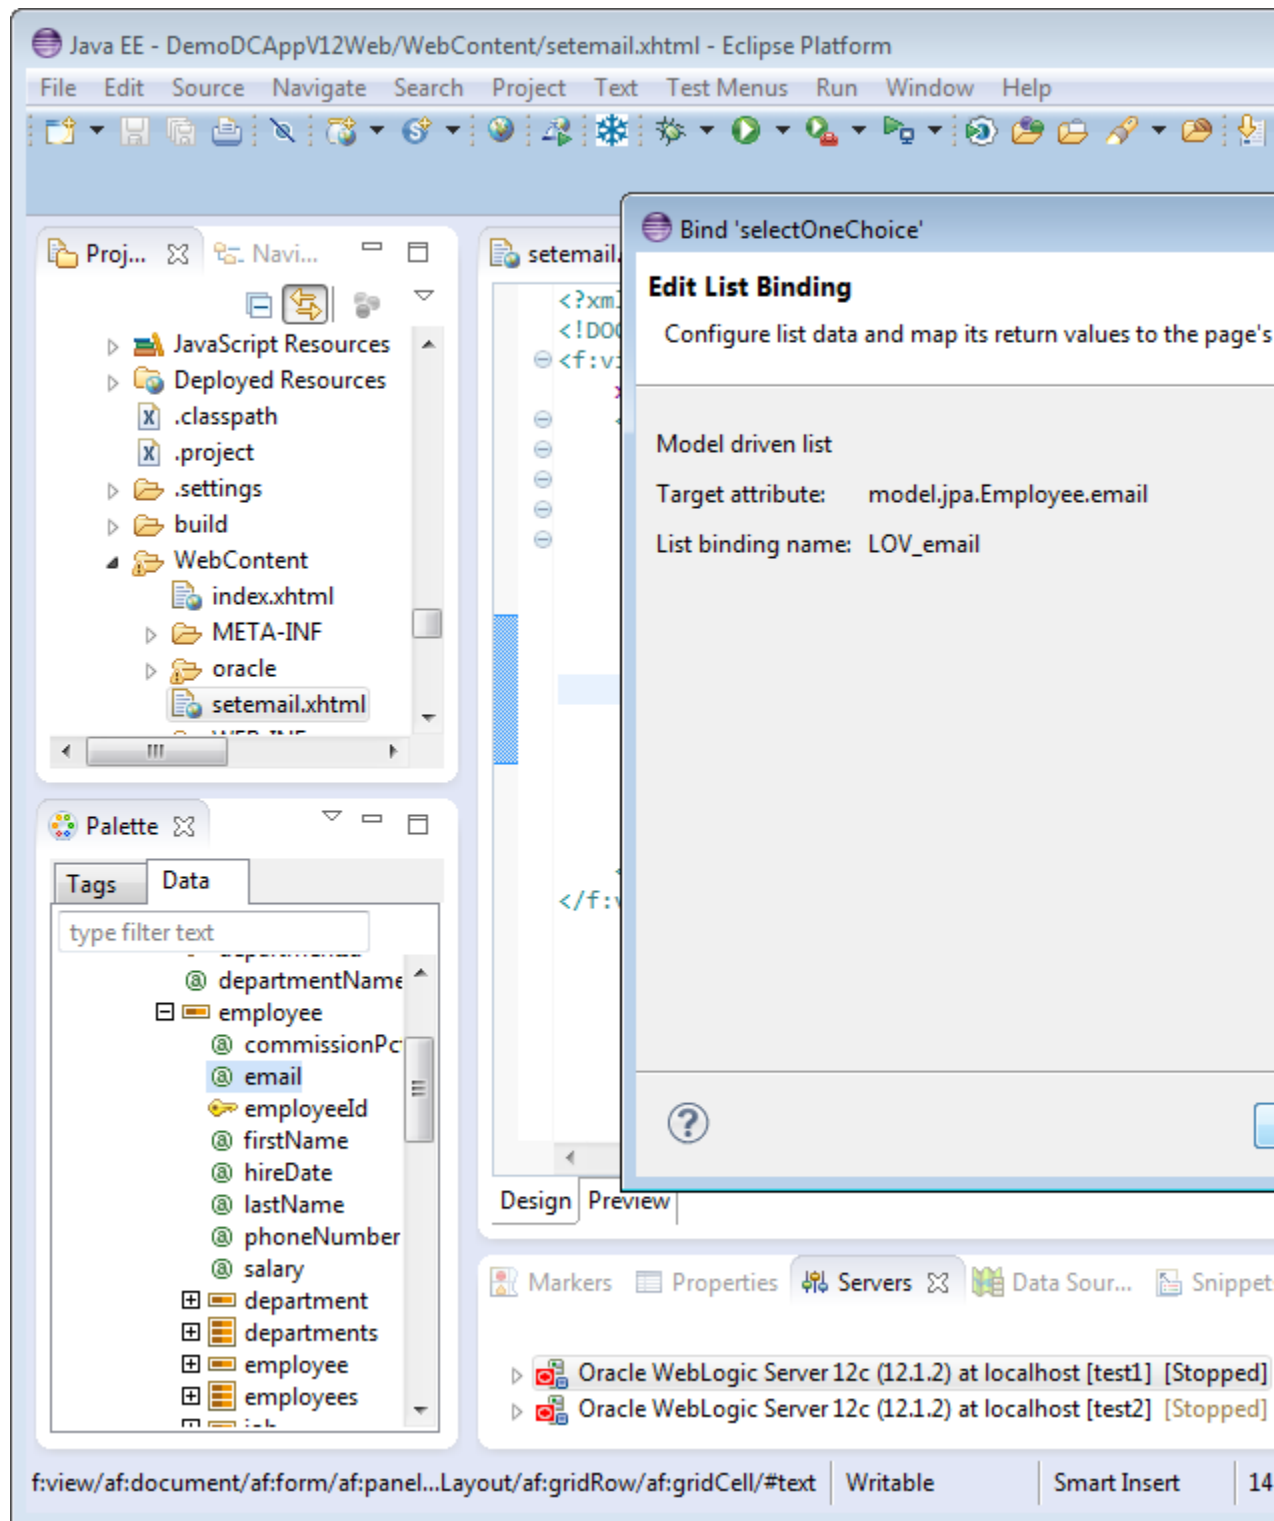 Java EE - DemoDCAppV12Web/WebContent/setemail.xhtml - Eclipse Platform
File Edit Source Navigate Search Project Text Test Menus Run Window Help
Proj... Navi...
JavaScript Resources
Deployed Resources
.classpath
.project
.settings
build
WebContent
index.xhtml
META-INF
oracle
setemail.xhtml
Palette
Tags Data
type filter text
departmentName
employee
commissionPc
email
employeeId
firstName
hireDate
lastName
phoneNumber
salary
department
departments
employee
employees
setemail.
<?xm
<!DO
<f:v
</f:v
Design Preview
Bind 'selectOneChoice'
Edit List Binding
Configure list data and map its return values to the page's
Model driven list
Target attribute: model.jpa.Employee.email
List binding name: LOV_email
Markers Properties Servers Data Sour... Snippet
Oracle WebLogic Server 12c (12.1.2) at localhost [test1] [Stopped]
Oracle WebLogic Server 12c (12.1.2) at localhost [test2] [Stopped]
f:view/af:document/af:form/af:panel...Layout/af:gridRow/af:gridCell/#text Writable Smart Insert 14